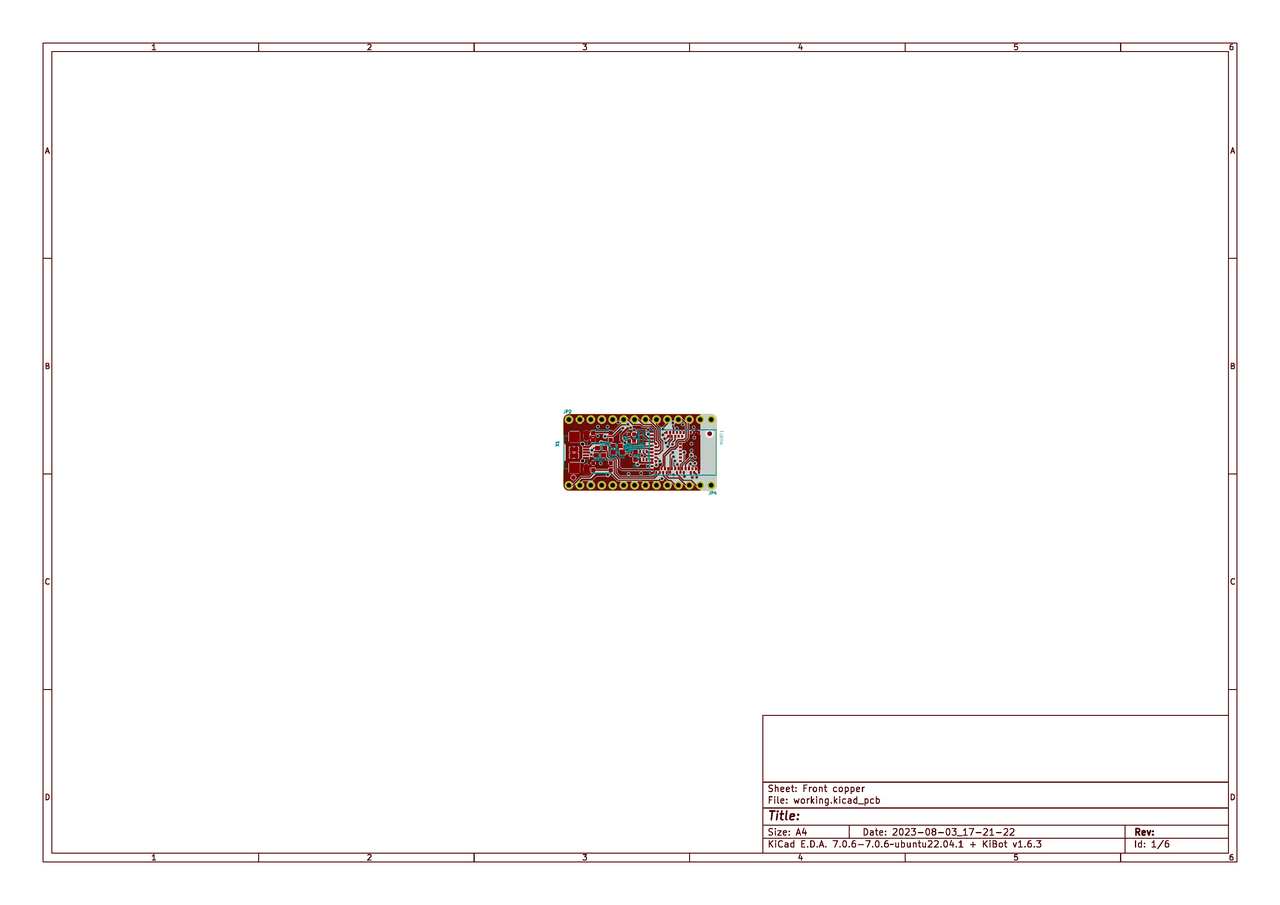 1 2 3 4 5 6
A A
JP2
B B
X1
JP4
C C
D D
Sheet: Front copper
File: working.kicad_pcb
Title:
Size: A4 Date: 2023-08-03_17-21-22 Rev:
KiCad E.D.A. 7.0.6-7.0.6~ubuntu22.04.1 + KiBot v1.6.3 Id: 1/6
1 2 3 4 5 6